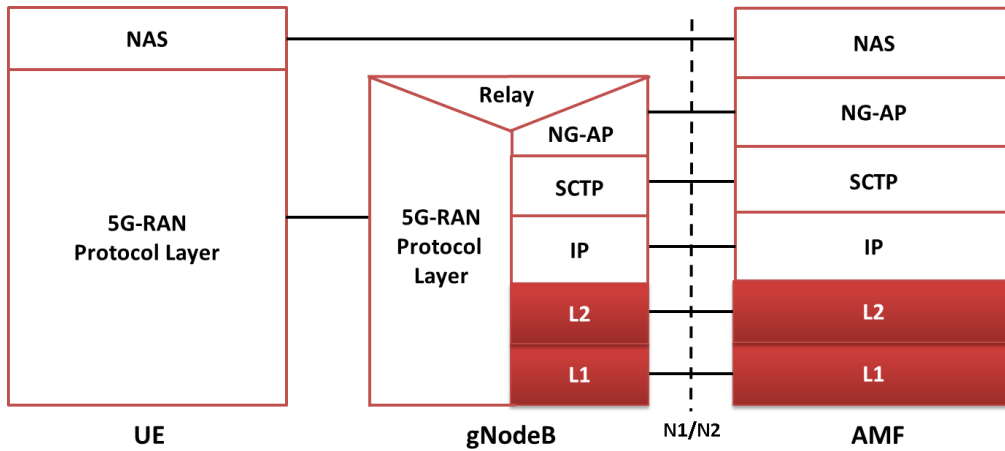 NAS
5G-RAN
Protocol Layer
UE
Relay
NG-AP
SCTP
IP
L2
L1
5G-RAN
Protocol
Layer
gNodeB
N1/N2
NAS
NG-AP
SCTP
IP
L2
L1
AMF